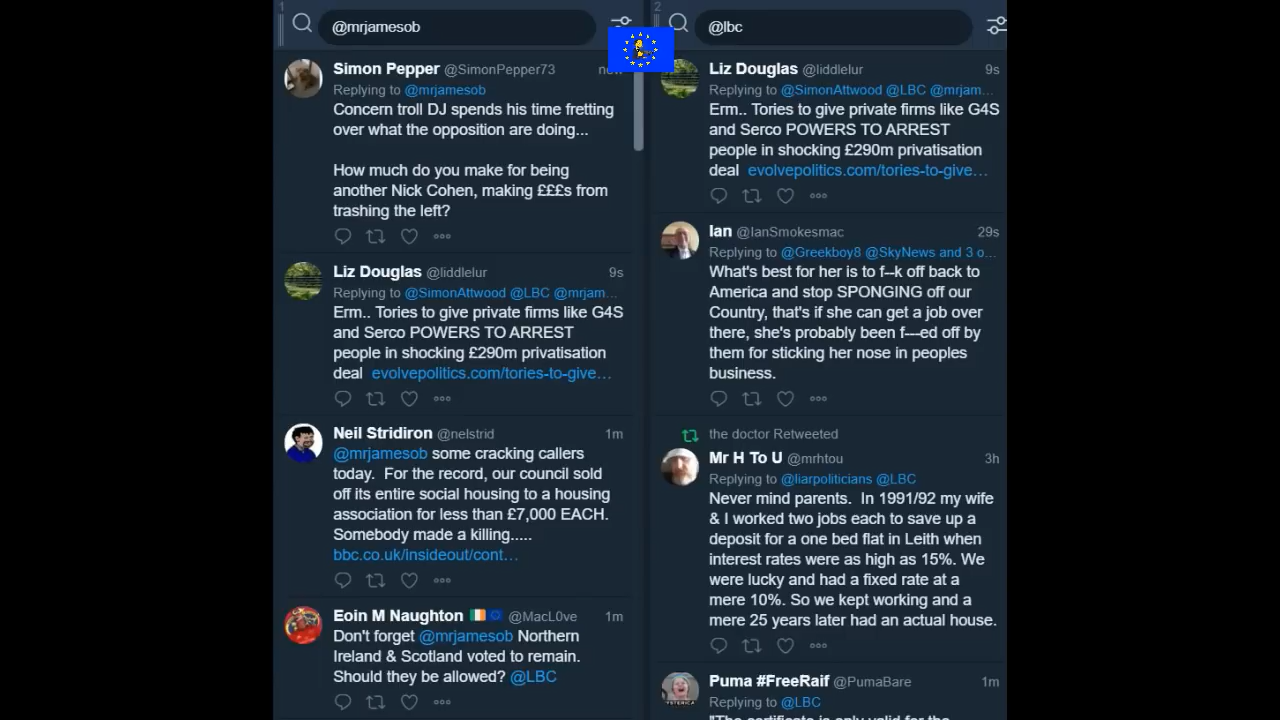 1
@mrjamesob
Simon Pepper @SimonPepper73
Replying to @mrjamesob
Concern troll DJ spends his time fretting
over what the opposition are doing...
How much do you make for being
another Nick Cohen, making £££s from
trashing the left?
Liz Douglas @liddlelur 9s
Replying to @SimonAttwood @LBC @mrjam…
Erm.. Tories to give private firms like G4S
and Serco POWERS TO ARREST
people in shocking £290m privatisation
deal evolvepolitics.com/tories-to-give…
Neil Stridiron @nelstrid 1m
@mrjamesob some cracking callers
today. For the record, our council sold
off its entire social housing to a housing
association for less than £7,000 EACH.
Somebody made a killing.....
bbc.co.uk/insideout/cont…
Eoin M Naughton @MacL0ve 1m
Don't forget @mrjamesob Northern
Ireland & Scotland voted to remain.
Should they be allowed? @LBC
2
@lbc
Liz Douglas @liddlelur 9s
Replying to @SimonAttwood @LBC @mrjam…
Erm.. Tories to give private firms like G4S
and Serco POWERS TO ARREST
people in shocking £290m privatisation
deal evolvepolitics.com/tories-to-give…
Ian @IanSmokesmac 29s
Replying to @Greekboy8 @SkyNews and 3 o…
What's best for her is to f--k off back to
America and stop SPONGING off our
Country, that's if she can get a job over
there, she's probably been f---ed off by
them for sticking her nose in peoples
business.
the doctor Retweeted
Mr H To U @mrhtou 3h
Replying to @liarpoliticians @LBC
Never mind parents. In 1991/92 my wife
& I worked two jobs each to save up a
deposit for a one bed flat in Leith when
interest rates were as high as 15%. We
were lucky and had a fixed rate at a
mere 10%. So we kept working and a
mere 25 years later had an actual house.
Puma #FreeRaif @PumaBare 1m
Replying to @LBC
"The certificate is only valid for the